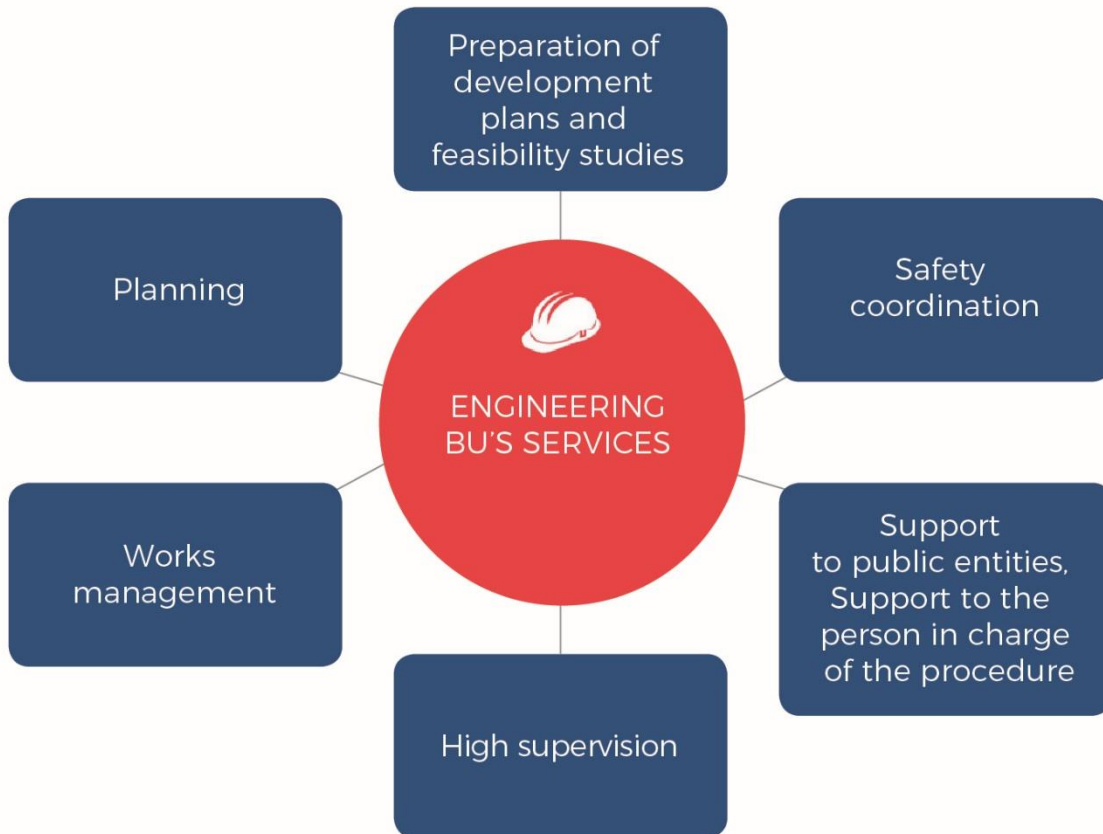 Preparation of
development
plans and
feasibility studies
Planning
Safety
coordination
ENGINEERING
BU'S SERVICES
Works
management
Support
to public entities,
Support to the
person in charge
of the procedure
High supervision